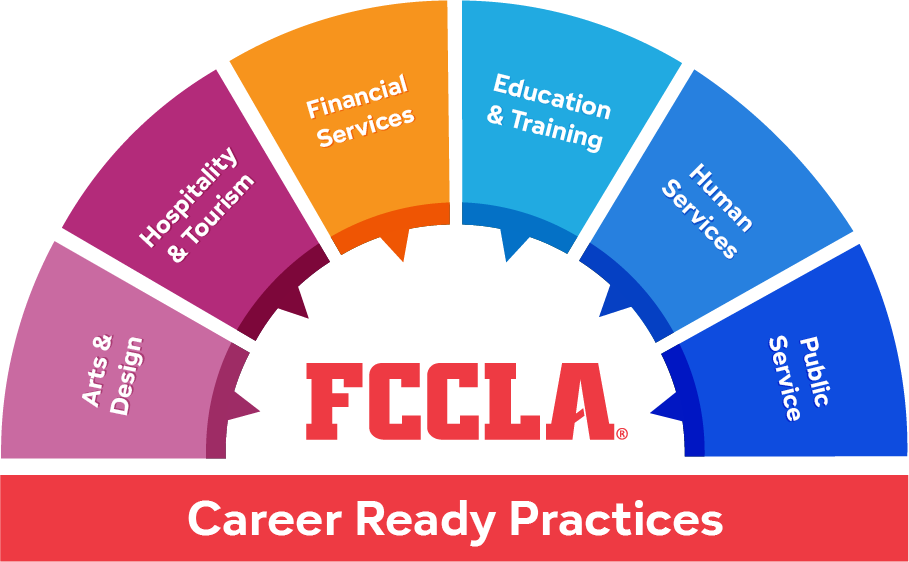 Arts &
Design
Hospitality
& Tourism
Financial
Services
Education
& Training
Human
Services
Public
Service
FCCLA®
Career Ready Practices